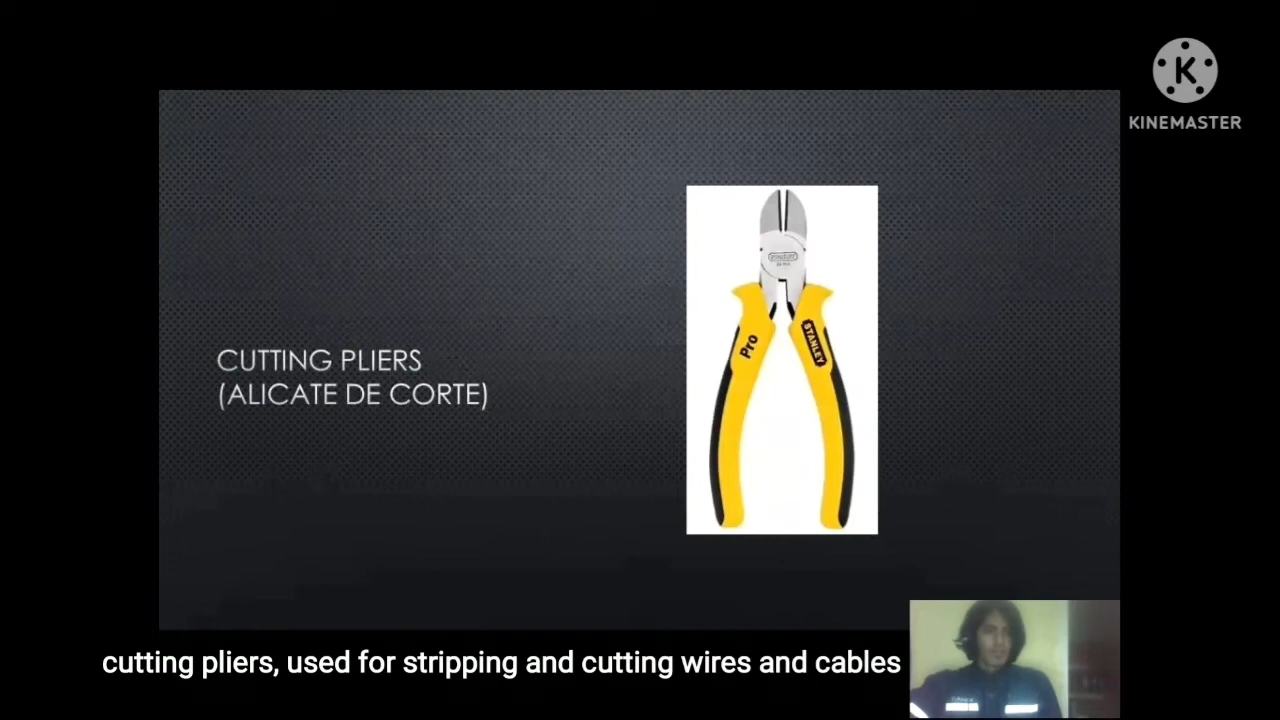 KINEMASTER
CUTTING PLIERS
(ALICATE DE CORTE)
Pro
STANLEY
cutting pliers, used for stripping and cutting wires and cables